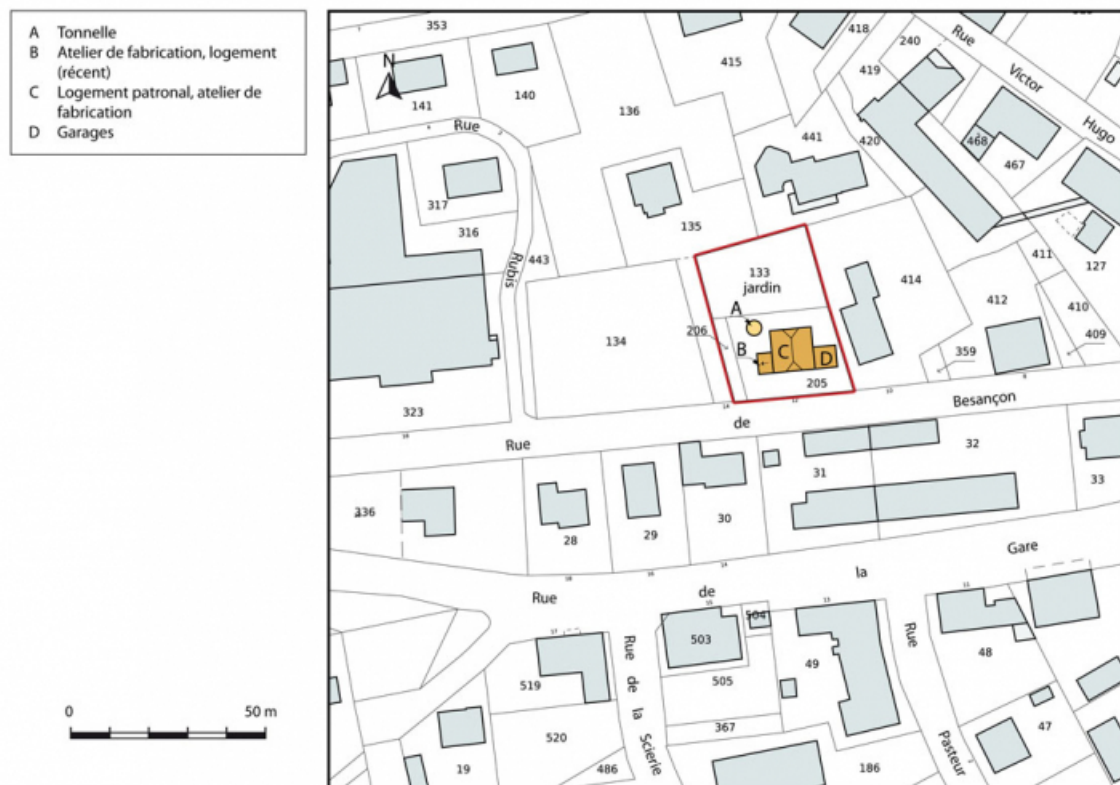 A Tonnelle
B Atelier de fabrication, logement
(récent)
C Logement patronal, atelier de
fabrication
D Garages
N
0 50 m
353
141
140
136
415
418
240
419
420
441
Rue Victor Hugo
468
467
Rue Rubis
317
316
443
135
133
jardin
414
411
127
412
410
409
359
134
206
A
B
C
D
205
323
Rue de Besançon
336
28
29
30
31
32
33
Rue de la Gare
503
504
505
519
520
Rue de la Scierie
49
Rue Pasteur
48
47
367
19
486
186